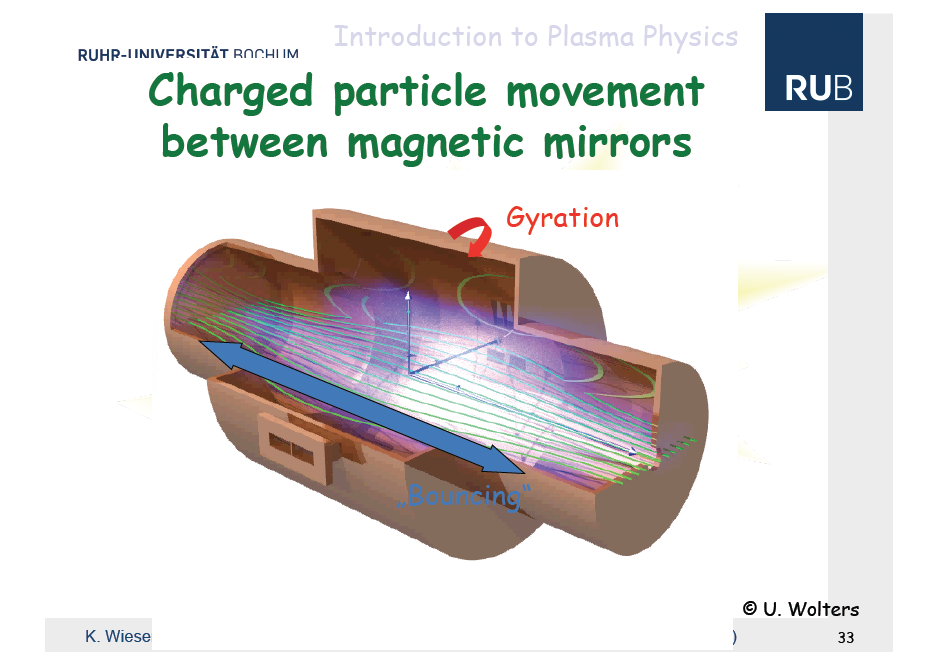 Introduction to Plasma Physics
RUHR-UNIVERSITÄT BOCHUM
RUB
Charged particle movement
between magnetic mirrors
Gyration
„Bouncing“
© U. Wolters
K. Wiese
)
33